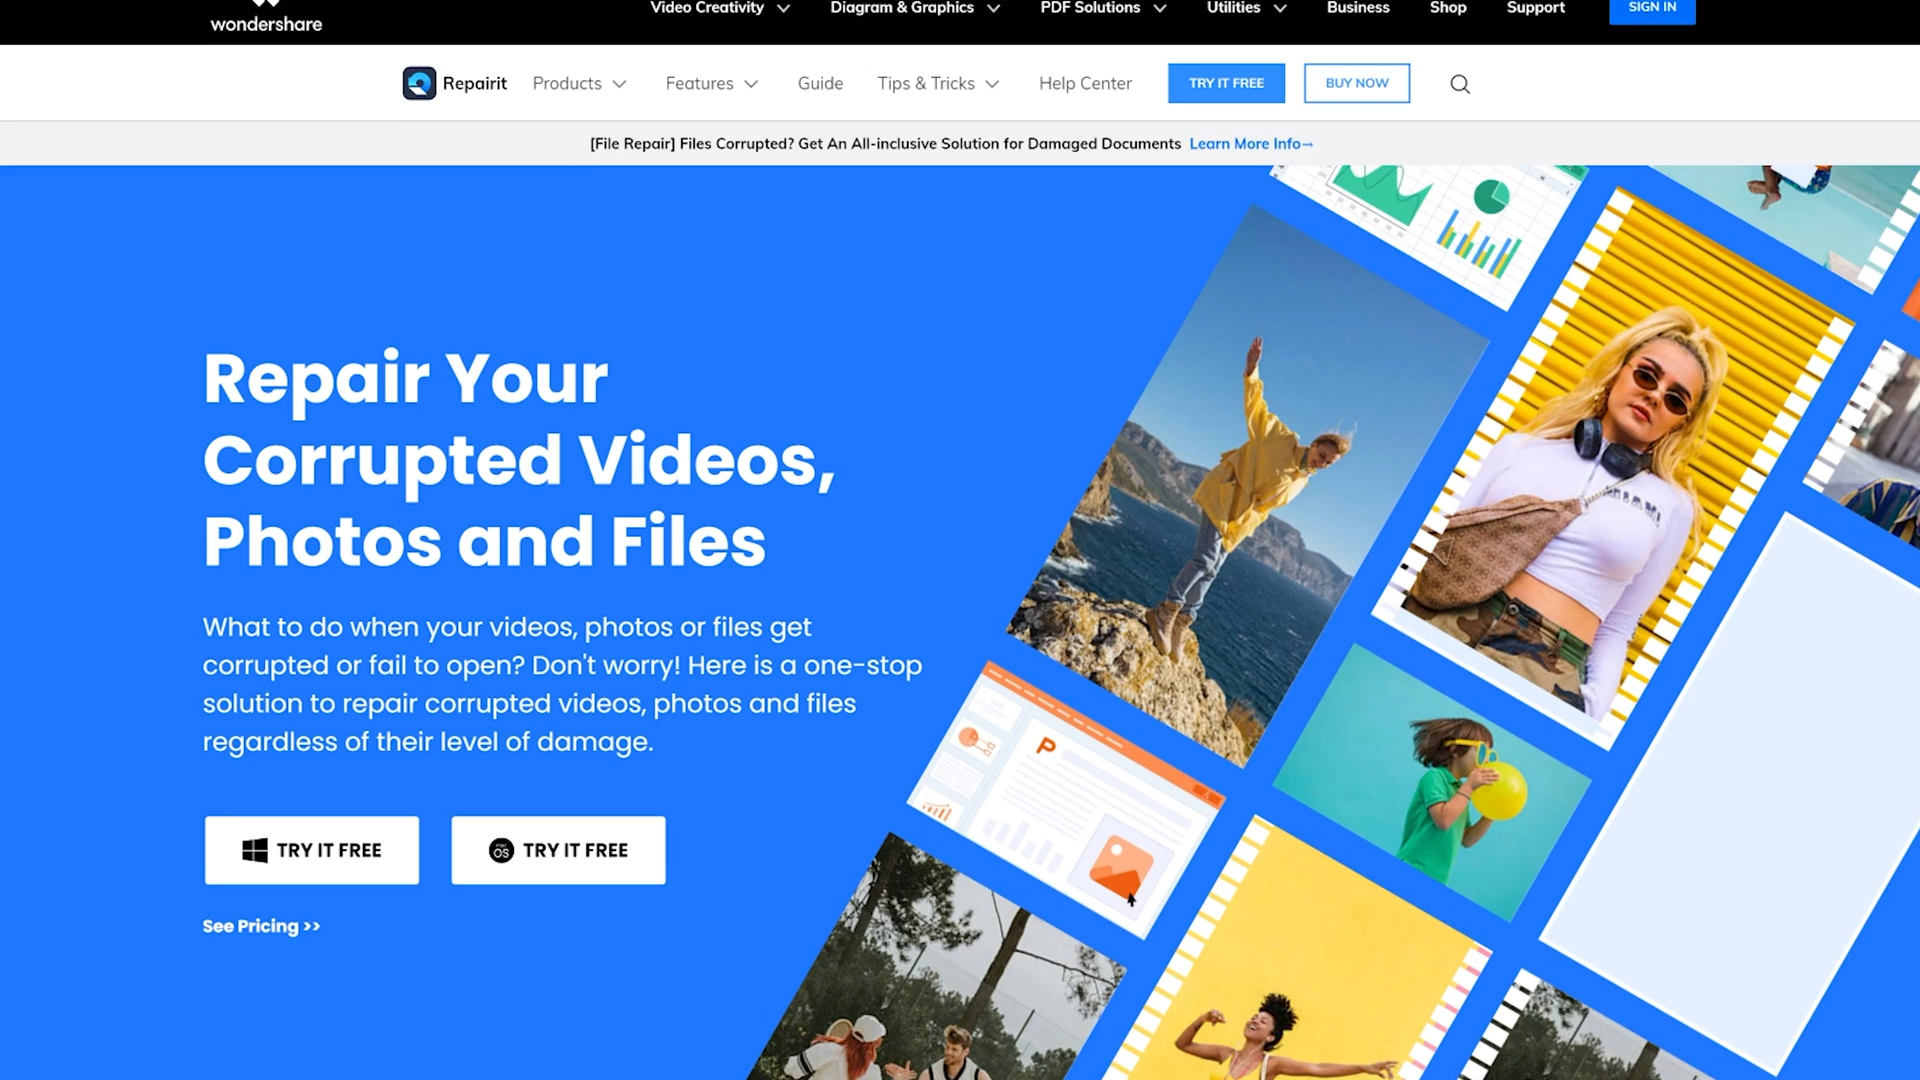 wondershare
Video Creativity
Diagram & Graphics
PDF Solutions
Utilities
Business
Shop
Support
SIGN IN
Repairit
Products
Features
Guide
Tips & Tricks
Help Center
TRY IT FREE
BUY NOW
[File Repair] Files Corrupted? Get An All-inclusive Solution for Damaged Documents Learn More Info→
Repair Your
Corrupted Videos,
Photos and Files
What to do when your videos, photos or files get
corrupted or fail to open? Don't worry! Here is a one-stop
solution to repair corrupted videos, photos and files
regardless of their level of damage.
TRY IT FREE
macOS TRY IT FREE
See Pricing >>
P